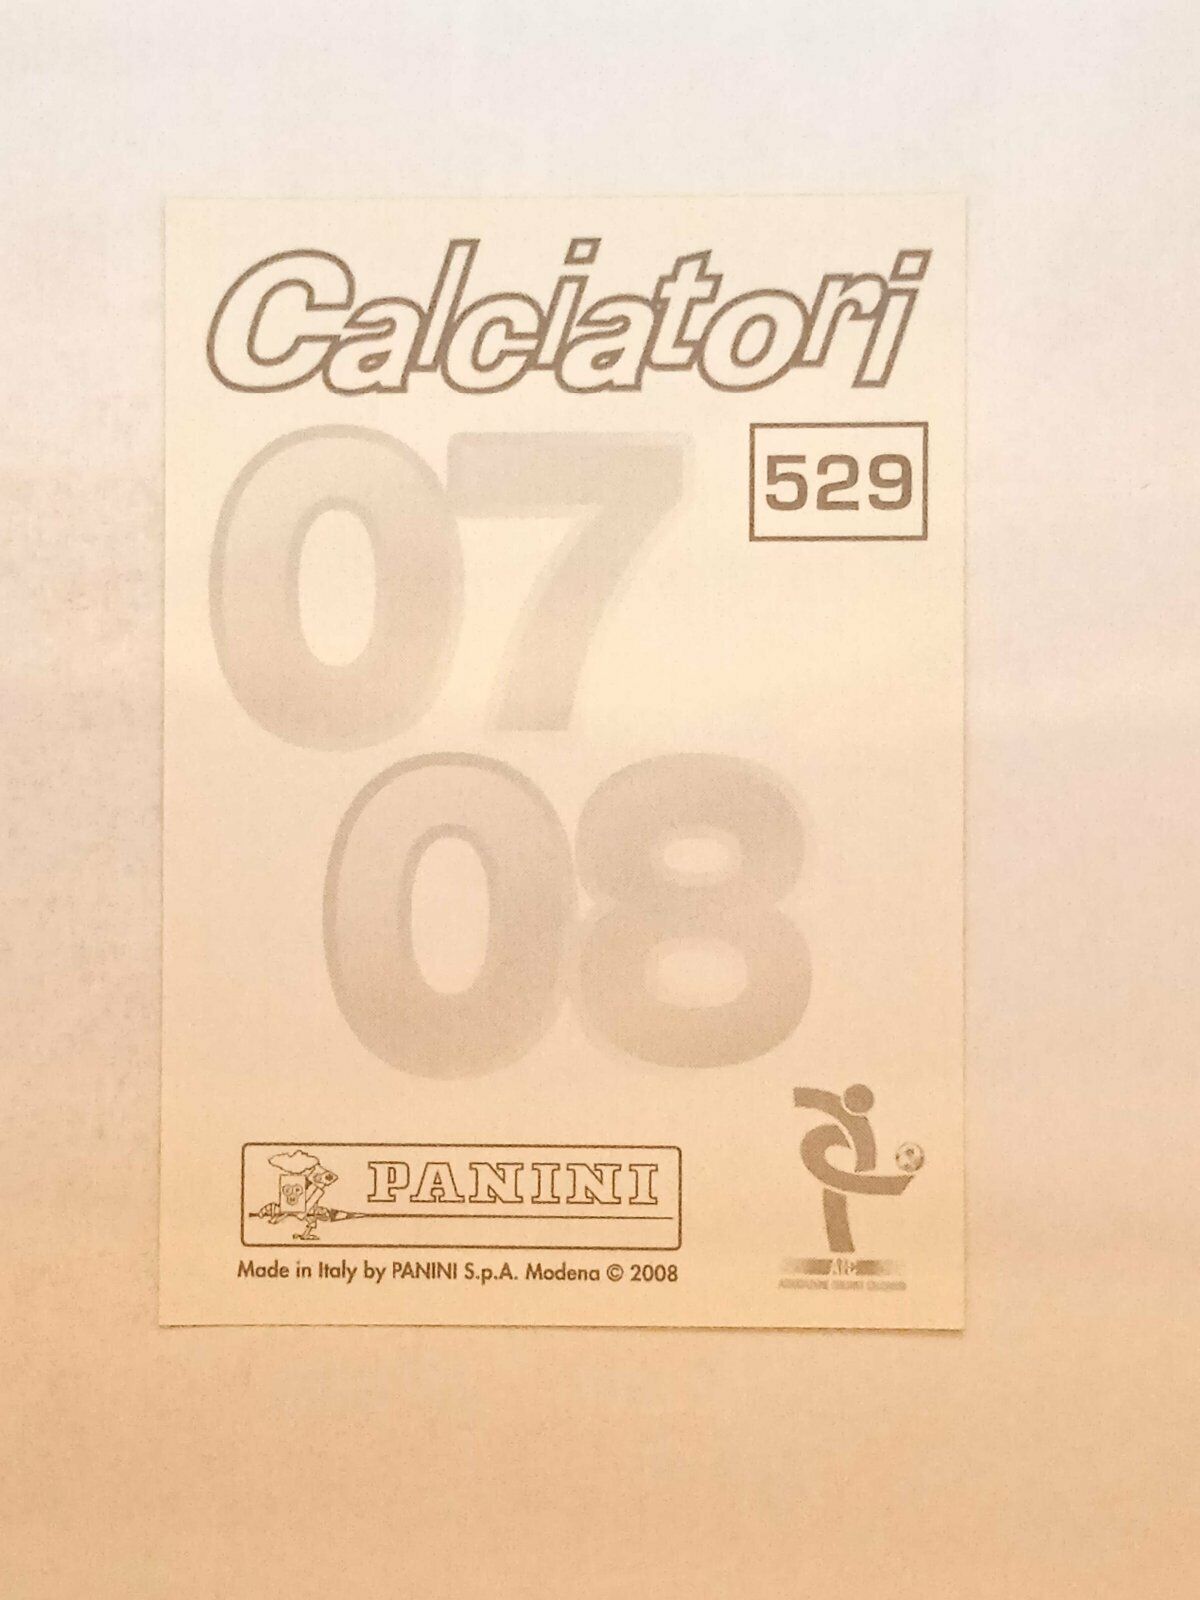 Calciatori
07
529
08
PANINI
Made in Italy by PANINI S.p.A. Modena © 2008